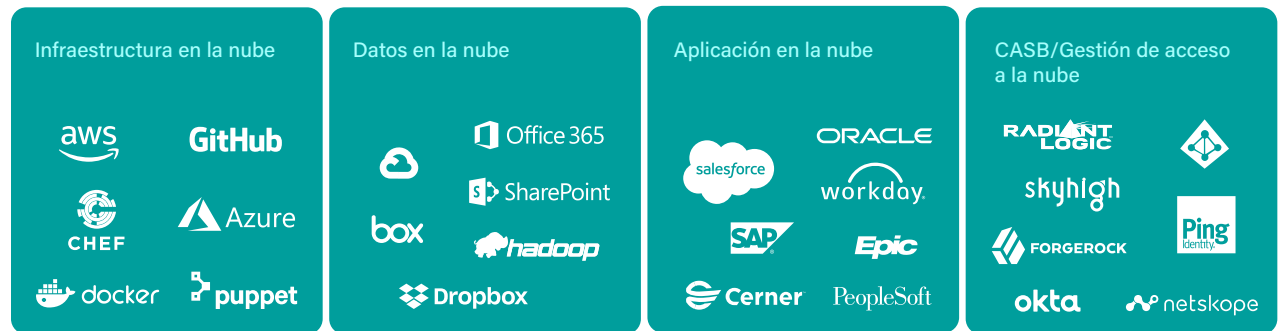 Infraestructura en la nube
aws
GitHub
CHEF
Azure
docker
puppet
Datos en la nube
Office 365
S
SharePoint
box
hadoop
Dropbox
Aplicación en la nube
ORACLE
salesforce
workday.
SAP
Epic
Cerner
PeopleSoft
CASB/Gestión de acceso
a la nube
RADIANT
LOGIC
skyhigh
Ping
Identity.
FORGEROCK
okta
netskope